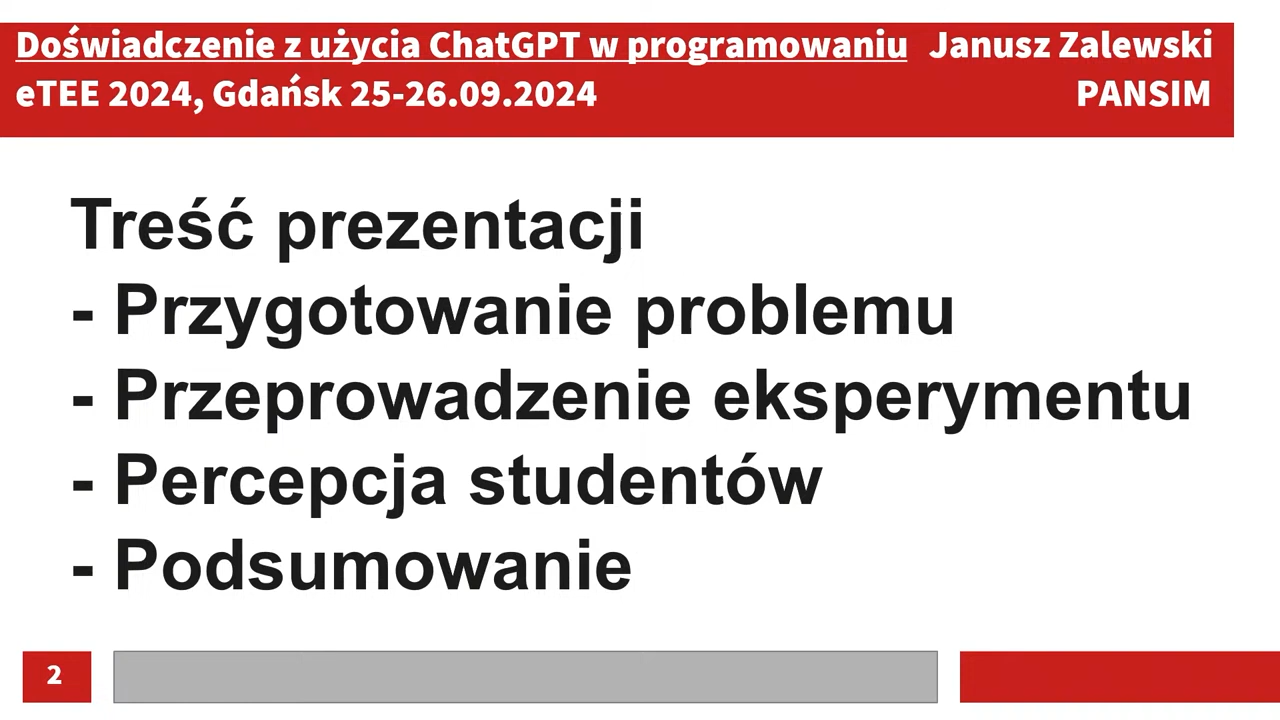 Doświadczenie z użycia ChatGPT w programowaniu Janusz Zalewski
eTEE 2024, Gdańsk 25-26.09.2024 PANSIM
Treść prezentacji
- Przygotowanie problemu
- Przeprowadzenie eksperymentu
- Percepcja studentów
- Podsumowanie
2